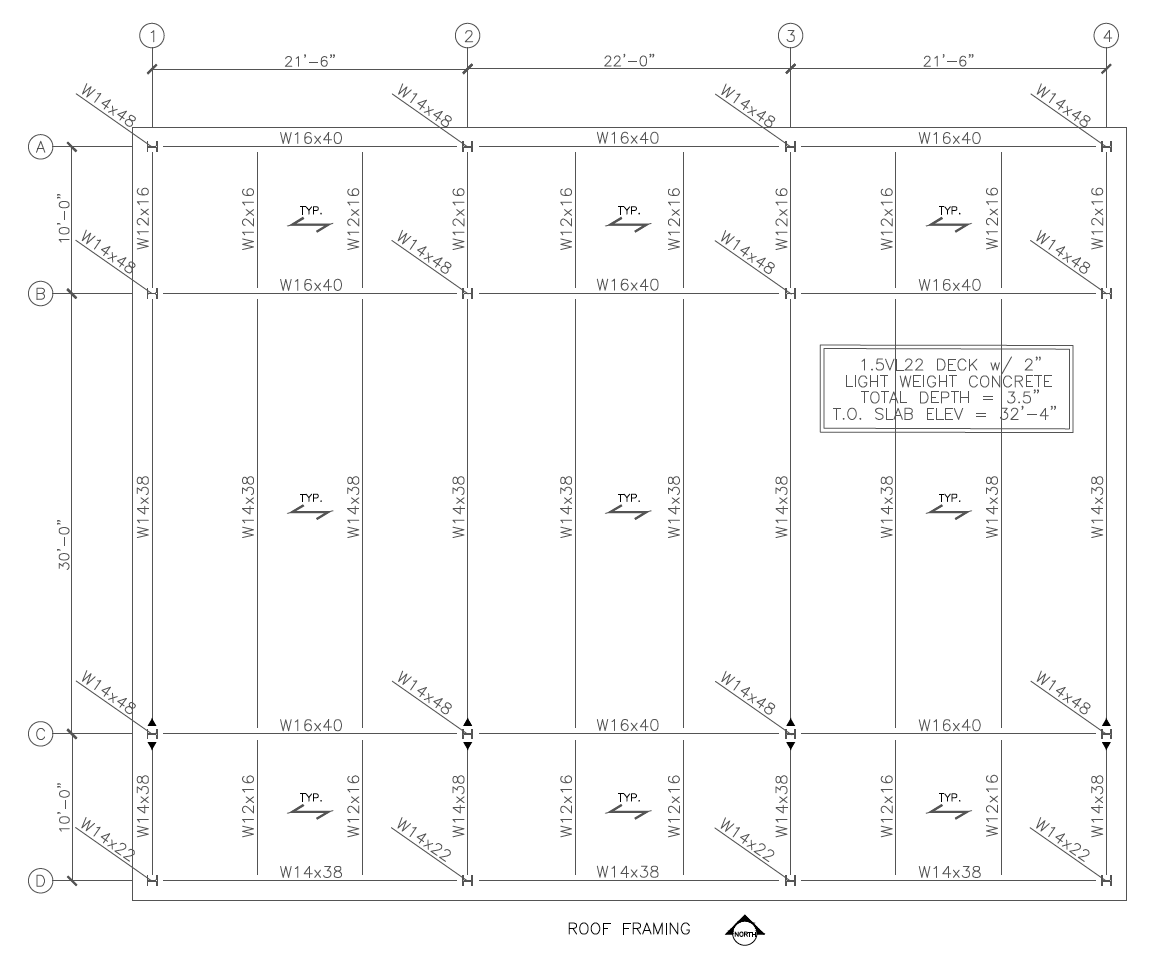 1 2 3 4
21'-6" 22'-0" 21'-6"
W14x48 W14x48 W14x48 W14x48
A W16x40 W16x40 W16x40
10'-0"
W12x16 W12x16 W12x16 W12x16 W12x16 W12x16 W12x16 W12x16 W12x16 W12x16
TYP. TYP. TYP.
W14x48 W14x48 W14x48 W14x48
B W16x40 W16x40 W16x40
1.5VL22 DECK w/ 2"
LIGHT WEIGHT CONCRETE
TOTAL DEPTH = 3.5"
T.O. SLAB ELEV = 32'-4"
30'-0"
W14x38 W14x38 W14x38 W14x38 W14x38 W14x38 W14x38 W14x38 W14x38 W14x38
TYP. TYP. TYP.
W14x48 W14x48 W14x48 W14x48
C W16x40 W16x40 W16x40
10'-0"
W14x38 W12x16 W12x16 W14x38 W12x16 W12x16 W14x38 W12x16 W12x16 W14x38
TYP. TYP. TYP.
W14x22 W14x22 W14x22 W14x22
D W14x38 W14x38 W14x38
ROOF FRAMING NORTH